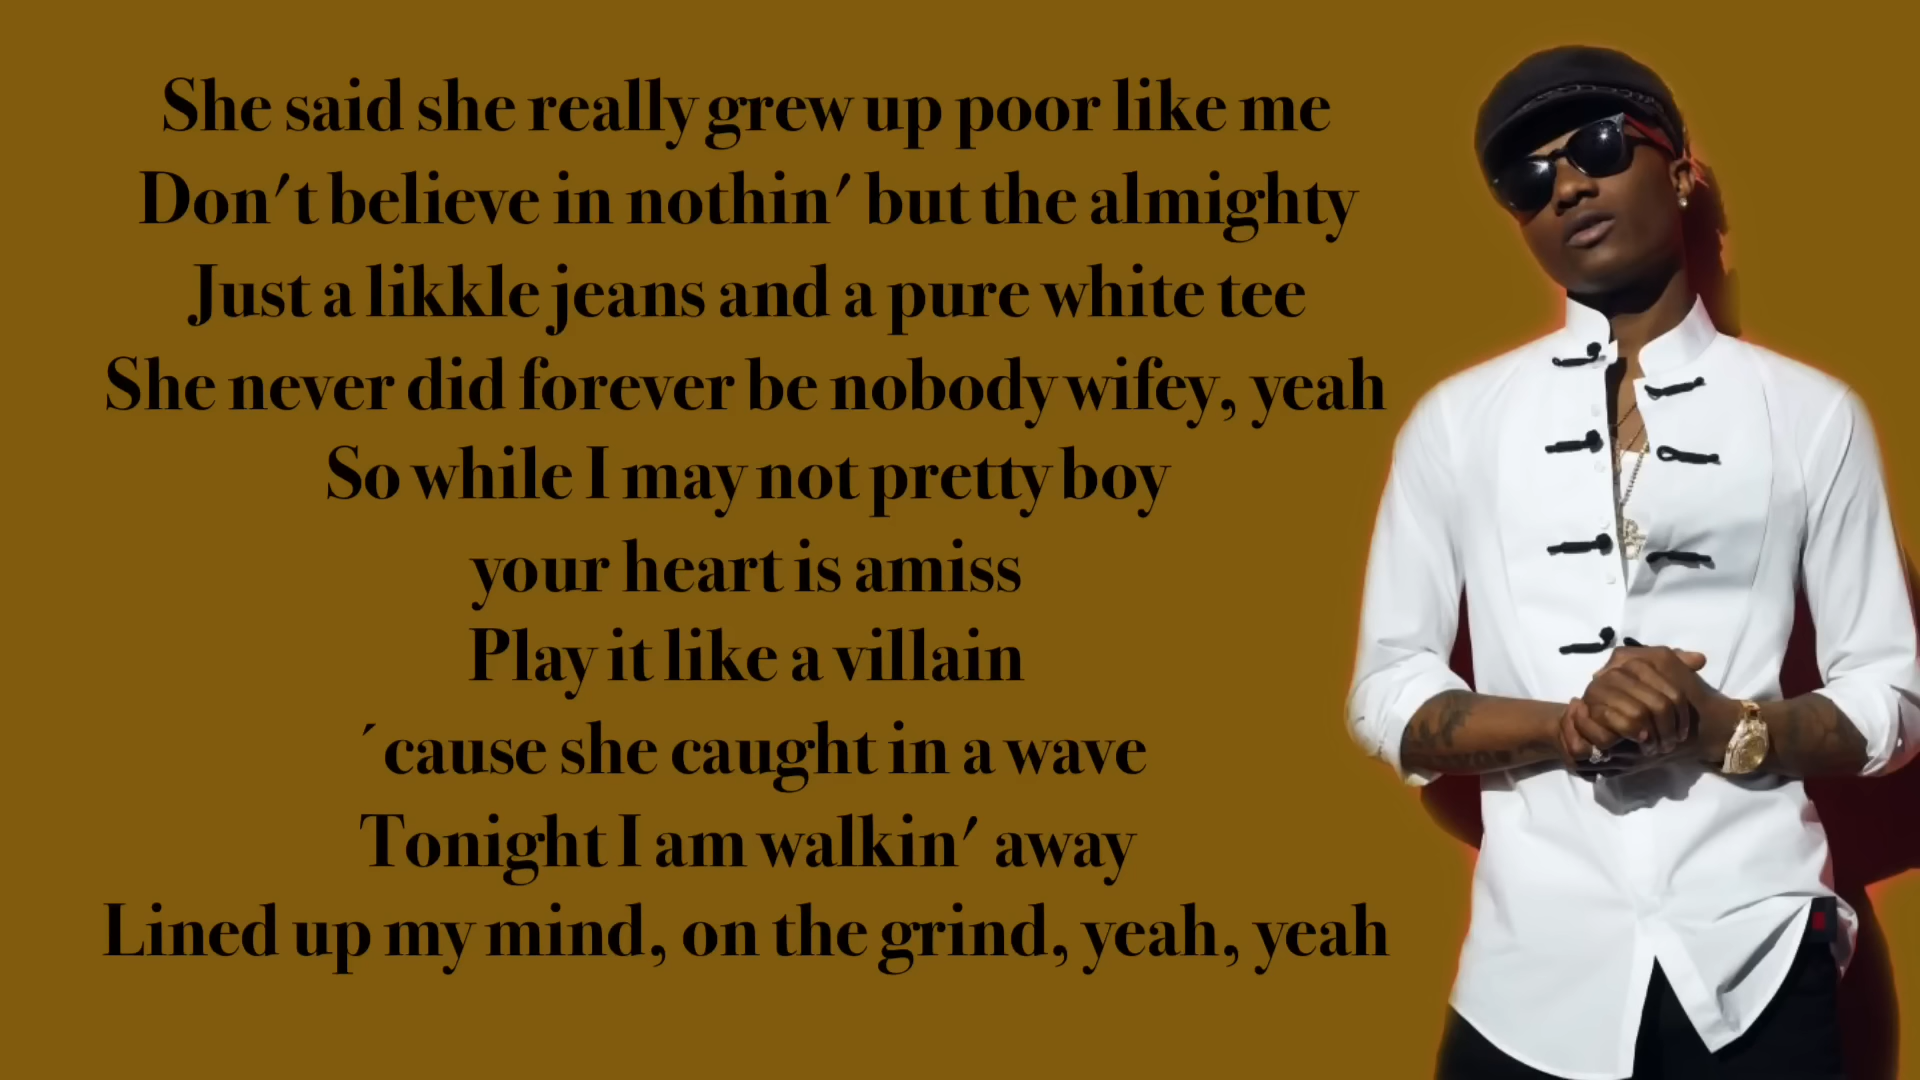 She said she really grew up poor like me
Don't believe in nothin' but the almighty
Just a likkle jeans and a pure white tee
She never did forever be nobody wifey, yeah
So while I may not pretty boy
your heart is amiss
Play it like a villain
´cause she caught in a wave
Tonight I am walkin' away
Lined up my mind, on the grind, yeah, yeah